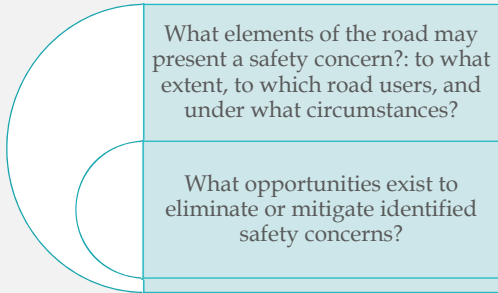 What elements of the road may
present a safety concern?: to what
extent, to which road users, and
under what circumstances?
What opportunities exist to
eliminate or mitigate identified
safety concerns?